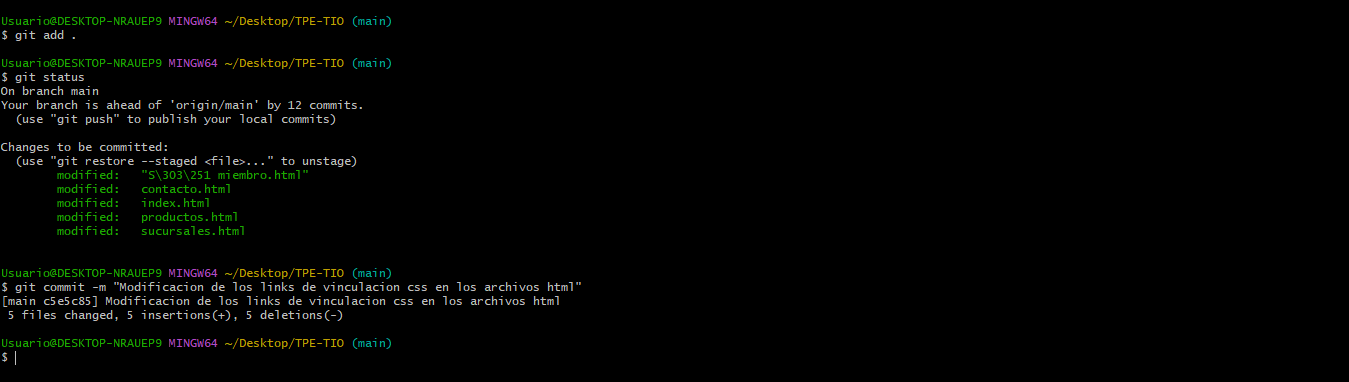 Usuario@DESKTOP-NRAUEP9 MINGW64 ~/Desktop/TPE-TIO (main)
$ git add .
Usuario@DESKTOP-NRAUEP9 MINGW64 ~/Desktop/TPE-TIO (main)
$ git status
On branch main
Your branch is ahead of 'origin/main' by 12 commits.
  (use "git push" to publish your local commits)
Changes to be committed:
  (use "git restore --staged <file>..." to unstage)
        modified:   "S\303\251 miembro.html"
        modified:   contacto.html
        modified:   index.html
        modified:   productos.html
        modified:   sucursales.html
Usuario@DESKTOP-NRAUEP9 MINGW64 ~/Desktop/TPE-TIO (main)
$ git commit -m "Modificacion de los links de vinculacion css en los archivos html"
[main c5e5c85] Modificacion de los links de vinculacion css en los archivos html
 5 files changed, 5 insertions(+), 5 deletions(-)
Usuario@DESKTOP-NRAUEP9 MINGW64 ~/Desktop/TPE-TIO (main)
$